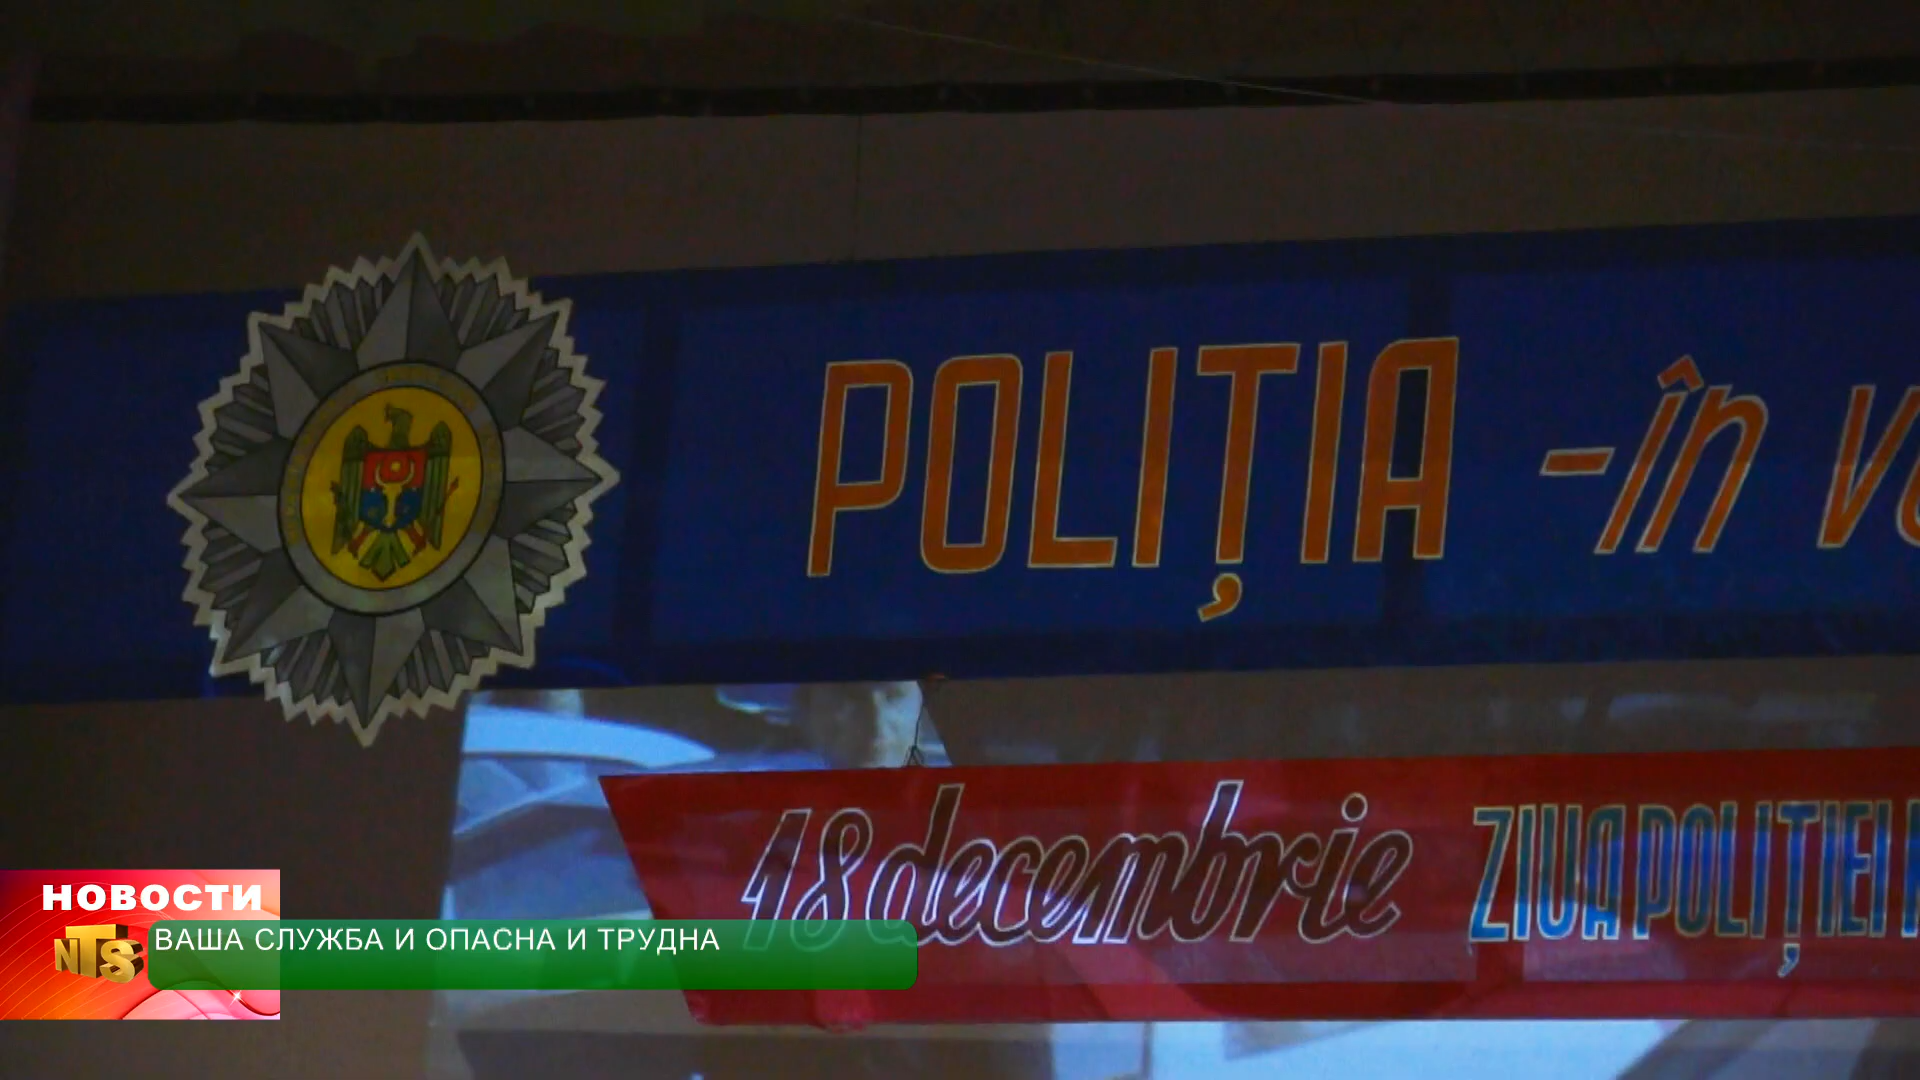 POLIȚIA - în
18 decembrie ZIUA POLIȚIEI
НОВОСТИ
NTS
ВАША СЛУЖБА И ОПАСНА И ТРУДНА